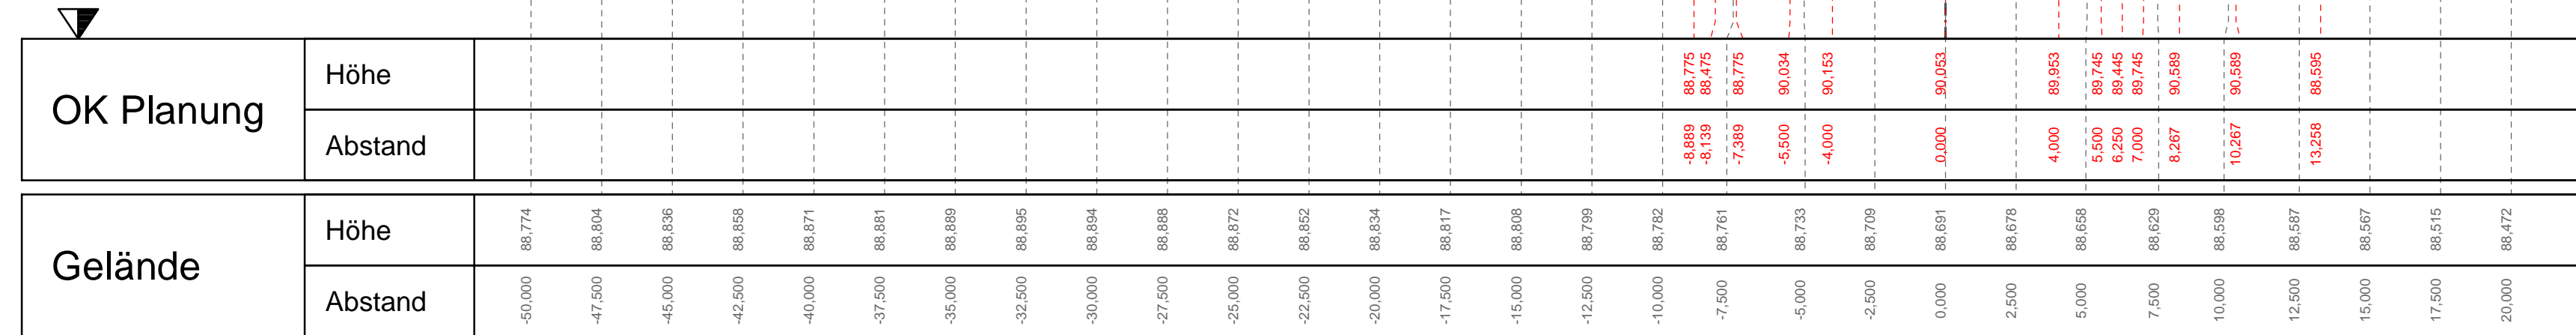 OK Planung
Höhe
88,775 88,475 88,775 90,034 90,153 90,053 89,953 89,745 89,445 89,745 90,589 90,589 88,595
Abstand
-8,889 -8,139 -7,389 -5,500 -4,000 0,000 4,000 5,500 6,250 7,000 8,267 10,267 13,258
Gelände
Höhe
88,774 88,804 88,836 88,858 88,871 88,881 88,889 88,895 88,894 88,888 88,872 88,852 88,834 88,817 88,808 88,799 88,782 88,761 88,733 88,709 88,691 88,678 88,658 88,629 88,598 88,587 88,567 88,515 88,472
Abstand
-50,000 -47,500 -45,000 -42,500 -40,000 -37,500 -35,000 -32,500 -30,000 -27,500 -25,000 -22,500 -20,000 -17,500 -15,000 -12,500 -10,000 -7,500 -5,000 -2,500 0,000 2,500 5,000 7,500 10,000 12,500 15,000 17,500 20,000